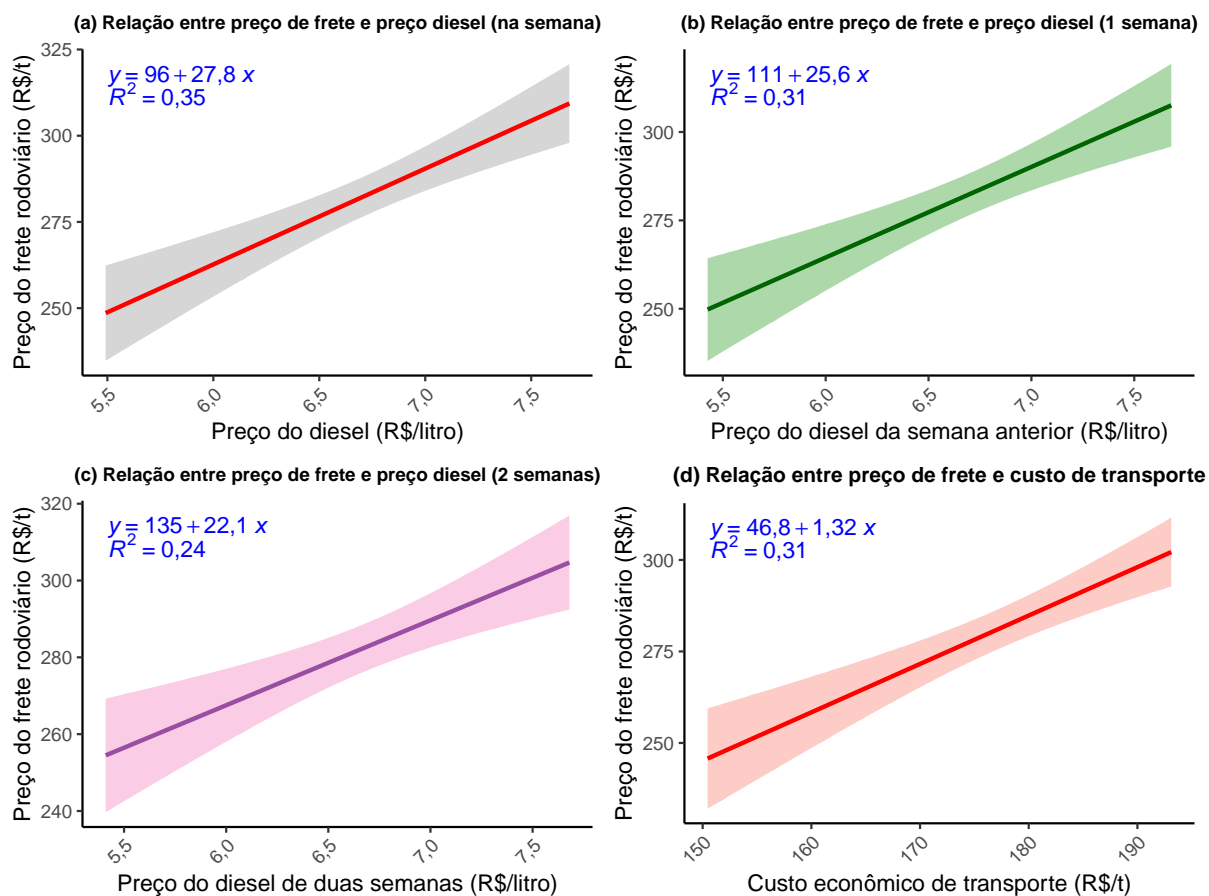 (a) Relação entre preço de frete e preço diesel (na semana)
y = 96 + 27,8 x
R² = 0,35
Preço do frete rodoviário (R$/t)
325
300
275
250
5,5
6,0
6,5
7,0
7,5
Preço do diesel (R$/litro)
(b) Relação entre preço de frete e preço diesel (1 semana)
y = 111 + 25,6 x
R² = 0,31
Preço do frete rodoviário (R$/t)
300
275
250
5,5
6,0
6,5
7,0
7,5
Preço do diesel da semana anterior (R$/litro)
(c) Relação entre preço de frete e preço diesel (2 semanas)
y = 135 + 22,1 x
R² = 0,24
Preço do frete rodoviário (R$/t)
320
300
280
260
240
5,5
6,0
6,5
7,0
7,5
Preço do diesel de duas semanas (R$/litro)
(d) Relação entre preço de frete e custo de transporte
y = 46,8 + 1,32 x
R² = 0,31
Preço do frete rodoviário (R$/t)
300
275
250
150
160
170
180
190
Custo econômico de transporte (R$/t)